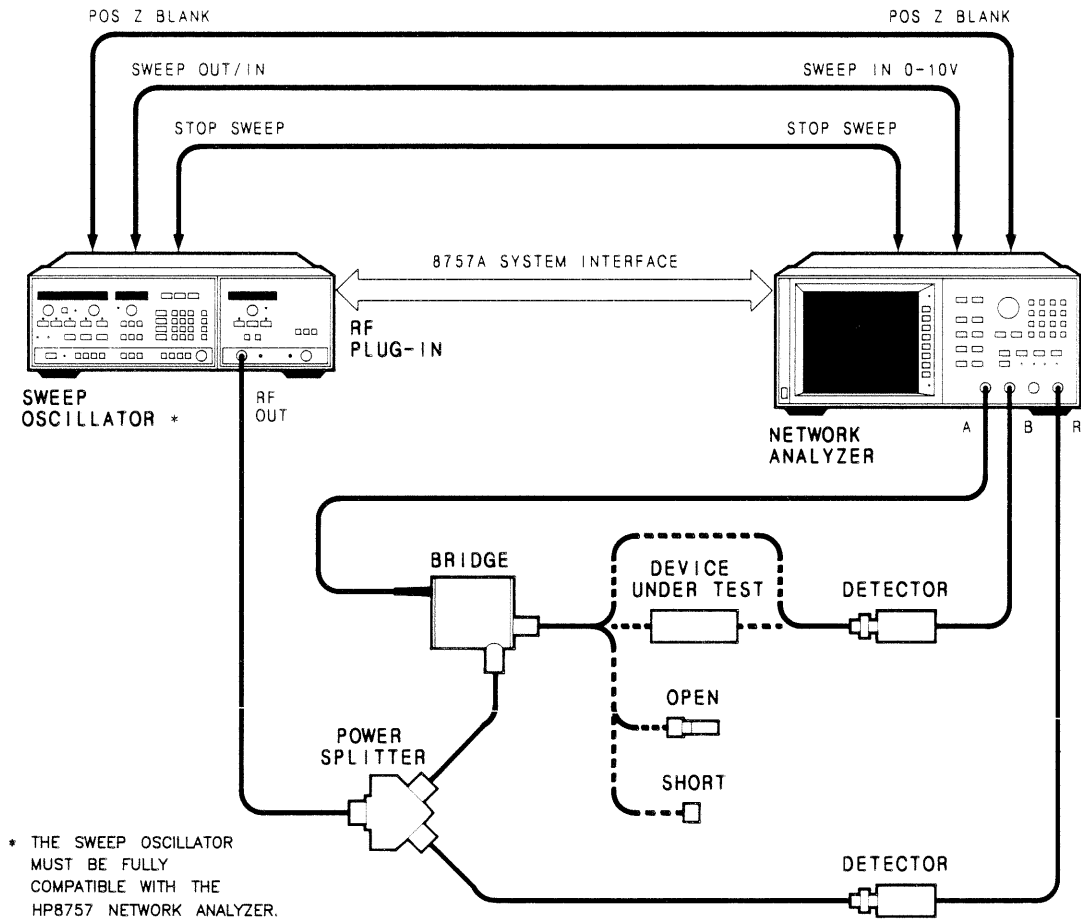 POS Z BLANK
POS Z BLANK
SWEEP OUT/IN
SWEEP IN 0-10V
STOP SWEEP
STOP SWEEP
8757A SYSTEM INTERFACE
RF
PLUG-IN
SWEEP
OSCILLATOR *
RF
OUT
A
B
R
NETWORK
ANALYZER
BRIDGE
DEVICE
UNDER TEST
DETECTOR
OPEN
POWER
SPLITTER
SHORT
DETECTOR
* THE SWEEP OSCILLATOR
MUST BE FULLY
COMPATIBLE WITH THE
HP8757 NETWORK ANALYZER.